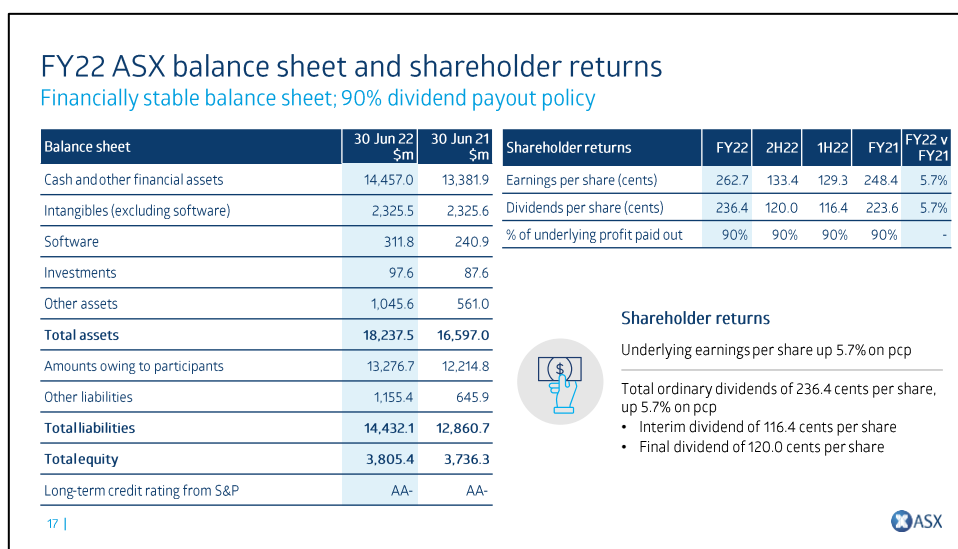 FY22 ASX balance sheet and shareholder returns
Financially stable balance sheet; 90% dividend payout policy
Balance sheet 30 Jun 22 $m 30 Jun 21 $m
Cash and other financial assets 14,457.0 13,381.9
Intangibles (excluding software) 2,325.5 2,325.6
Software 311.8 240.9
Investments 97.6 87.6
Other assets 1,045.6 561.0
Total assets 18,237.5 16,597.0
Amounts owing to participants 13,276.7 12,214.8
Other liabilities 1,155.4 645.9
Total liabilities 14,432.1 12,860.7
Total equity 3,805.4 3,736.3
Long-term credit rating from S&P AA- AA-
Shareholder returns FY22 2H22 1H22 FY21 FY22 v FY21
Earnings per share (cents) 262.7 133.4 129.3 248.4 5.7%
Dividends per share (cents) 236.4 120.0 116.4 223.6 5.7%
% of underlying profit paid out 90% 90% 90% 90% -
$
Shareholder returns
Underlying earnings per share up 5.7% on pcp
Total ordinary dividends of 236.4 cents per share,
up 5.7% on pcp
• Interim dividend of 116.4 cents per share
• Final dividend of 120.0 cents per share
17 |
ASX